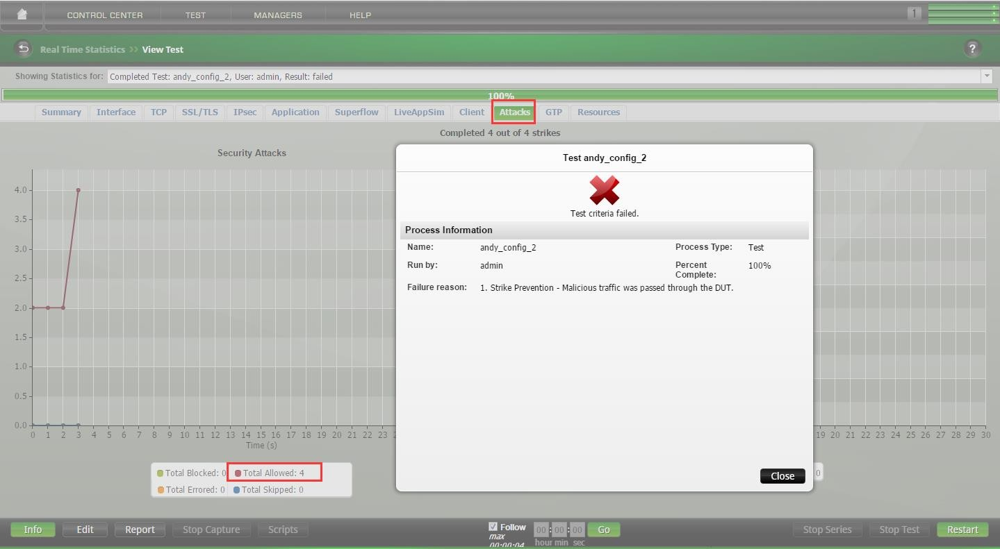 CONTROL CENTER TEST MANAGERS HELP 1
Real Time Statistics >> View Test ?
Showing Statistics for: Completed Test: andy_config_2, User: admin, Result: failed
100%
Summary Interface TCP SSL/TLS IPsec Application Superflow LiveAppSim Client Attacks GTP Resources
Completed 4 out of 4 strikes
Security Attacks
4.0
3.5
3.0
2.5
2.0
1.5
1.0
0.5
0.0
0 1 2 3 4 5 6 7 8 9 10 11 12 13 14 15 16 17 18 19 20 21 22 23
Time (s)
Total Blocked: 0 Total Allowed: 4
Total Errored: 0 Total Skipped: 0
Test andy_config_2
Test criteria failed.
Process Information
Name: andy_config_2 Process Type: Test
Run by: admin Percent Complete: 100%
Failure reason: 1. Strike Prevention - Malicious traffic was passed through the DUT.
Close
19 20 21 22 23 24 25 26 27 28 29 30
0
Info Edit Report Stop Capture Scripts
Follow
max
00:00:04
00 : 00 : 00 Go
hour min sec
Stop Series Stop Test Restart